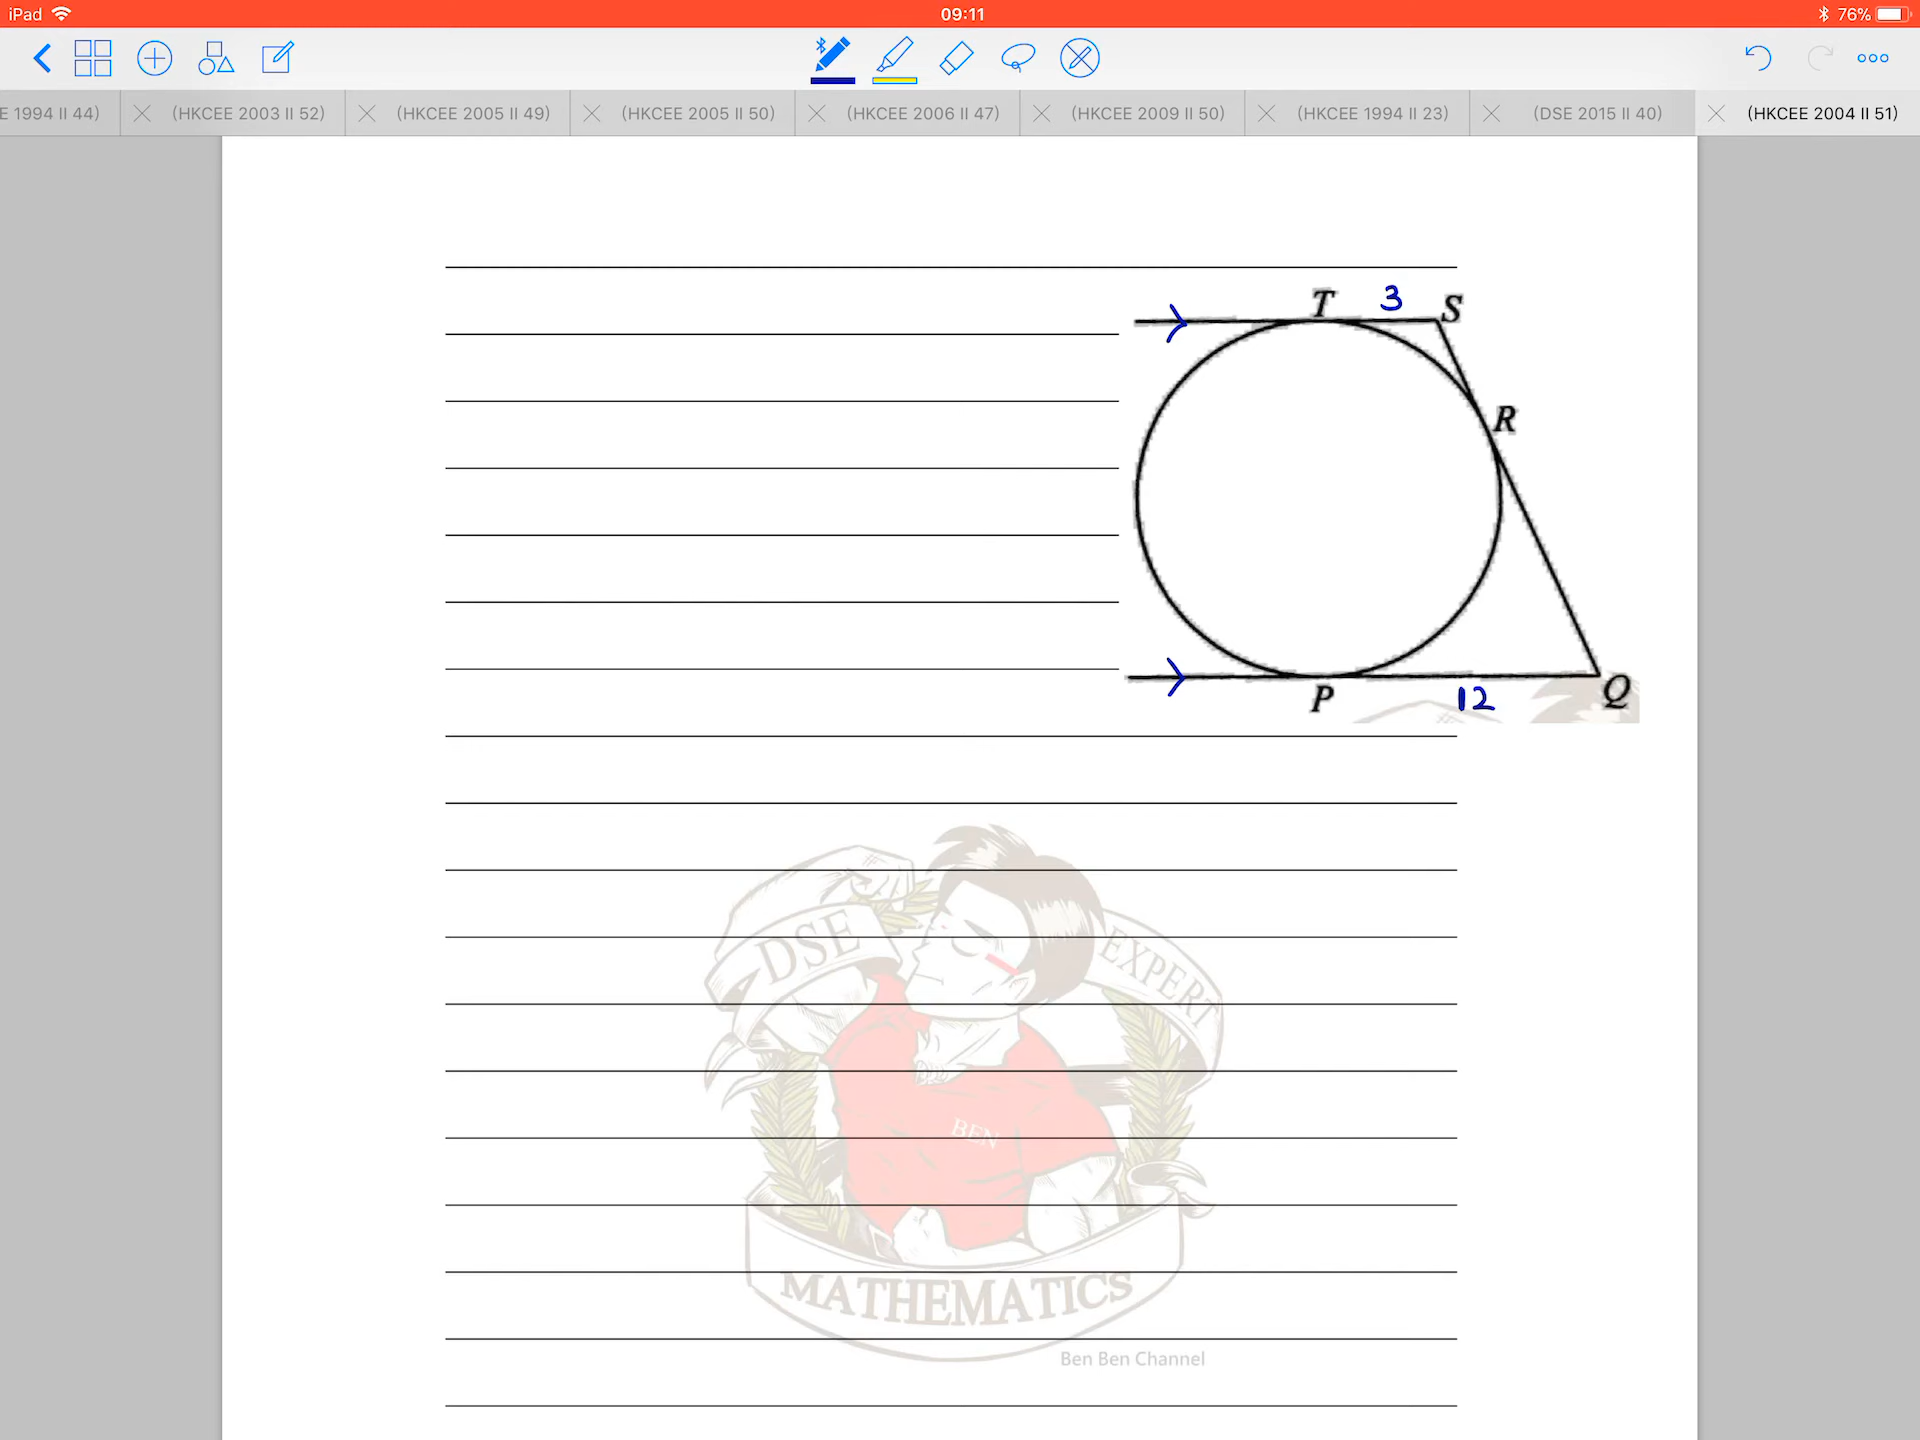 iPad 09:11 76%
E 1994 II 44) (HKCEE 2003 II 52) (HKCEE 2005 II 49) (HKCEE 2005 II 50) (HKCEE 2006 II 47) (HKCEE 2009 II 50) (HKCEE 1994 II 23) (DSE 2015 II 40) (HKCEE 2004 II 51)
T 3 S
R
P 12 Q
DSE EXPERT
BEN
MATHEMATICS
Ben Ben Channel